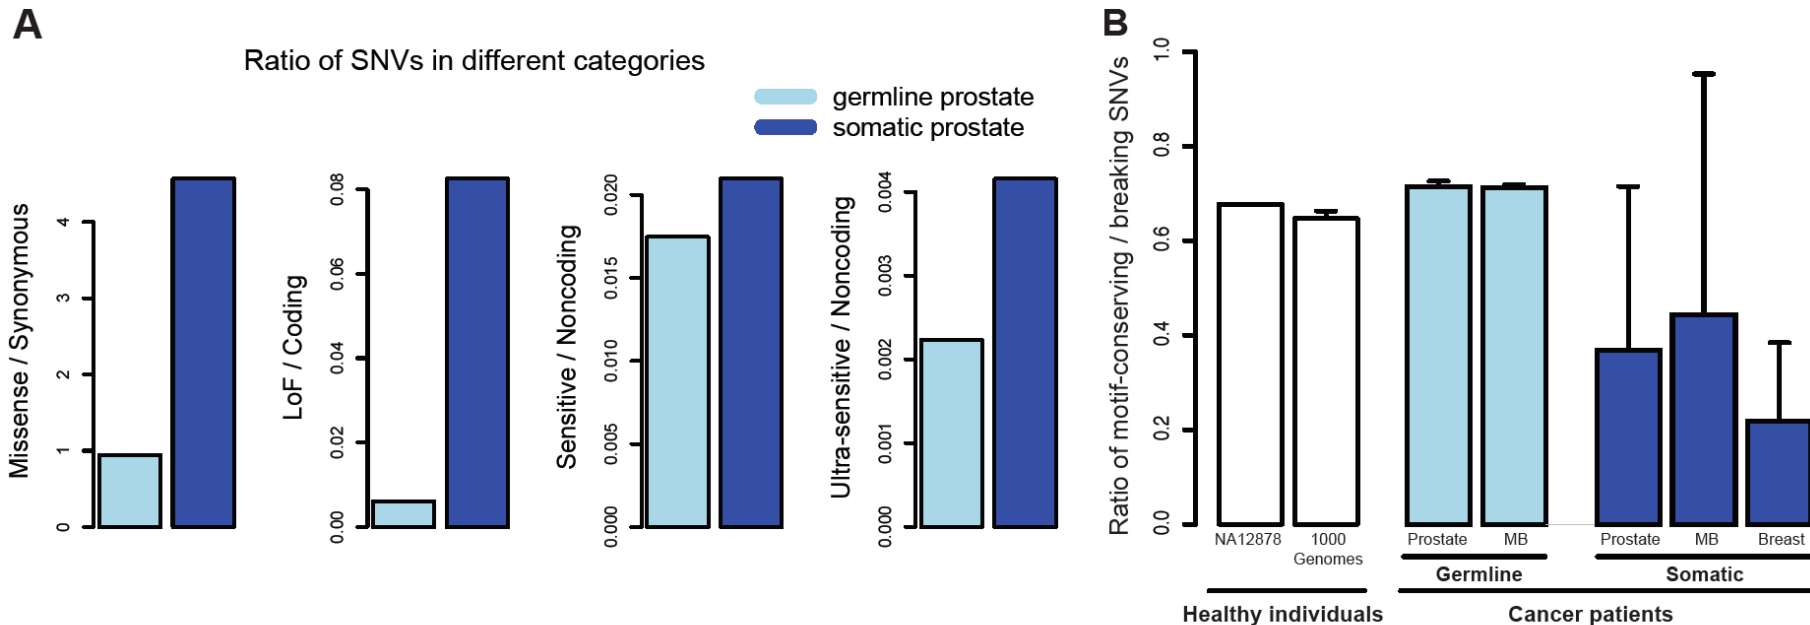 A
Ratio of SNVs in different categories
germline prostate
somatic prostate
Missense / Synonymous
0
1
2
3
4
LoF / Coding
0.00
0.02
0.04
0.06
0.08
Sensitive / Noncoding
0.000
0.005
0.010
0.015
0.020
Ultra-sensitive / Noncoding
0.000
0.001
0.002
0.003
0.004
B
Ratio of motif-conserving / breaking SNVs
0.0
0.2
0.4
0.6
0.8
1.0
NA12878
1000
Genomes
Prostate
MB
Prostate
MB
Breast
Germline
Somatic
Healthy individuals
Cancer patients